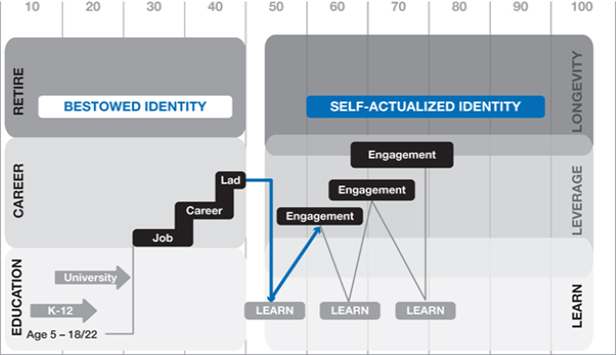 10 20 30 40 50 60 70 80 90 100
RETIRE
BESTOWED IDENTITY
SELF-ACTUALIZED IDENTITY
LONGEVITY
CAREER
Lad
Career
Job
Engagement
Engagement
Engagement
LEVERAGE
EDUCATION
University
K-12
Age 5 – 18/22
LEARN
LEARN
LEARN
LEARN